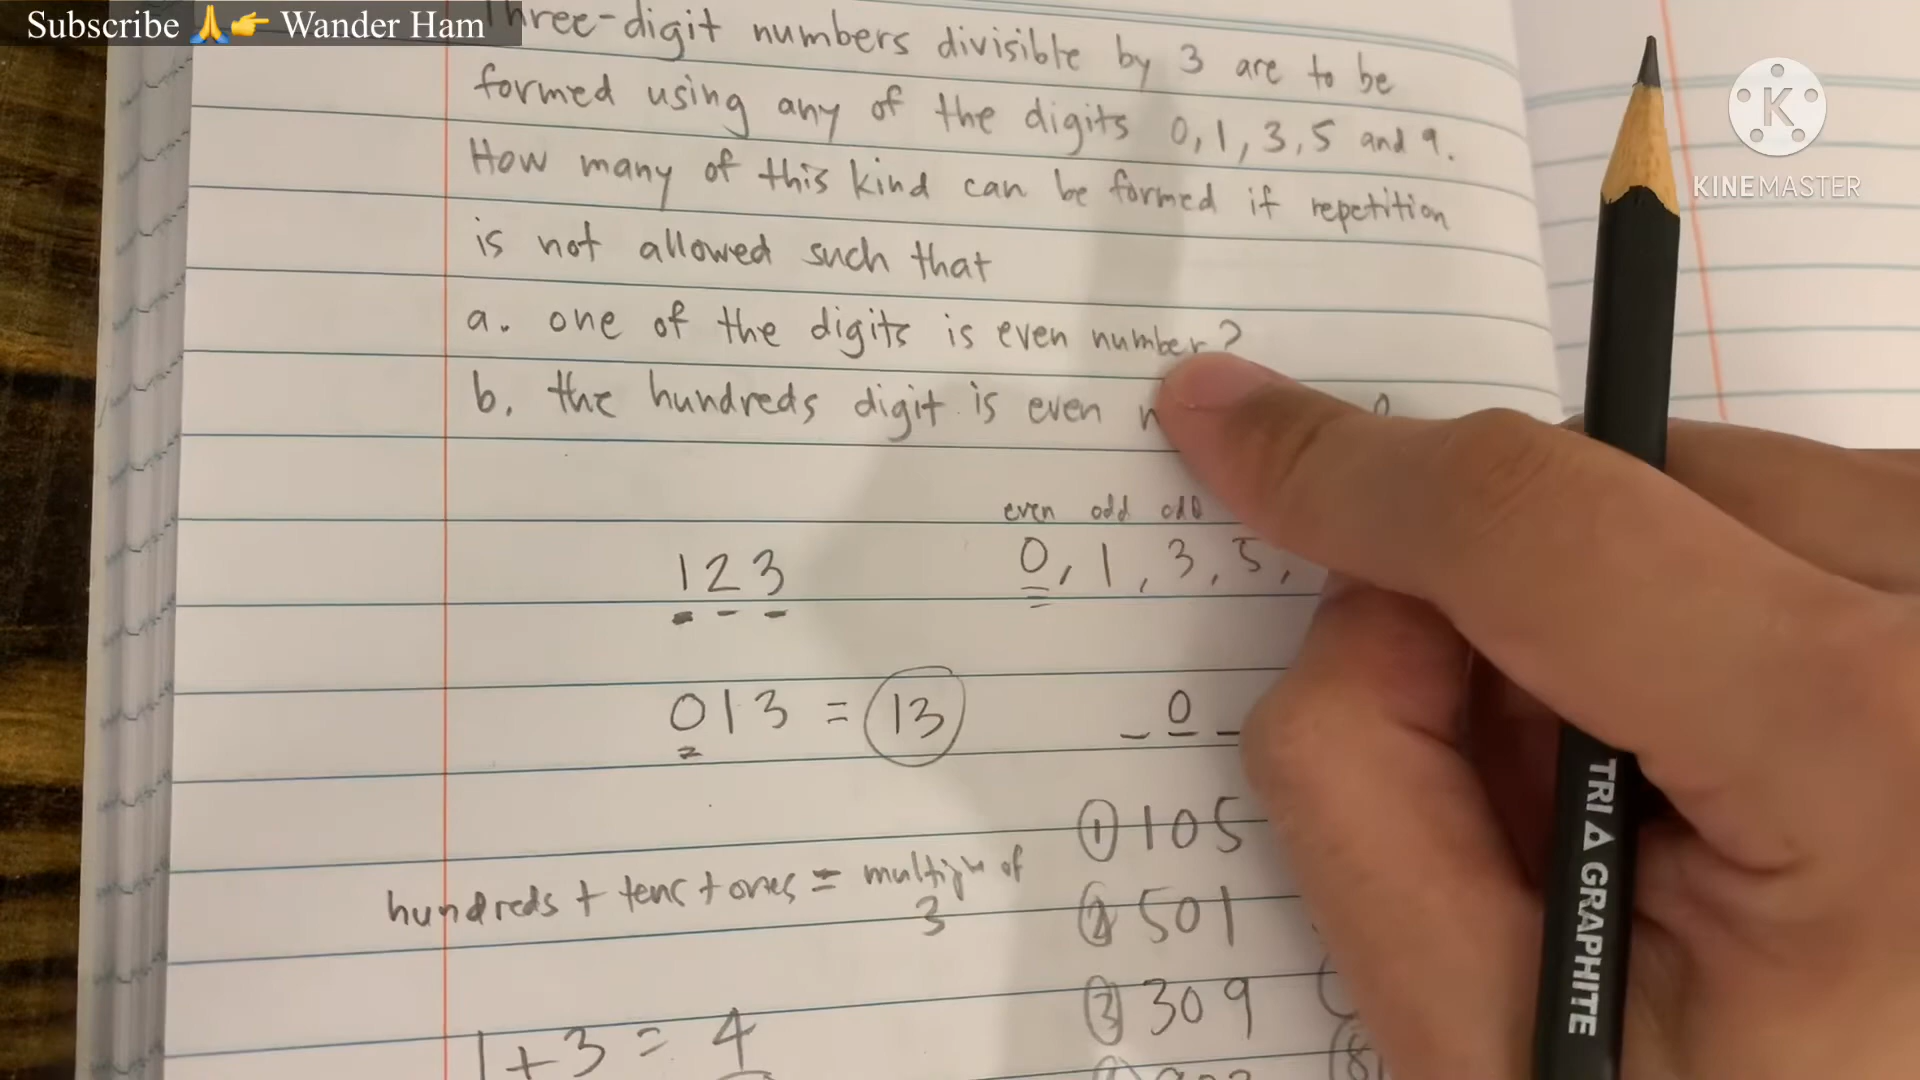 Subscribe 🙏👉 Wander Ham
Three-digit numbers divisible by 3 are to be
formed using any of the digits 0, 1, 3, 5 and 9.
How many of this kind can be formed if repetition
is not allowed such that
a. one of the digits is even number?
b. the hundreds digit is even
even odd odd
123
0, 1, 3, 5,
013 = 13
_ 0 _
hundreds + tens + ones = multiple of
3
① 105
② 501
③ 309
1+3 = 4
8
K
KINEMASTER
TRI GRAPHITE